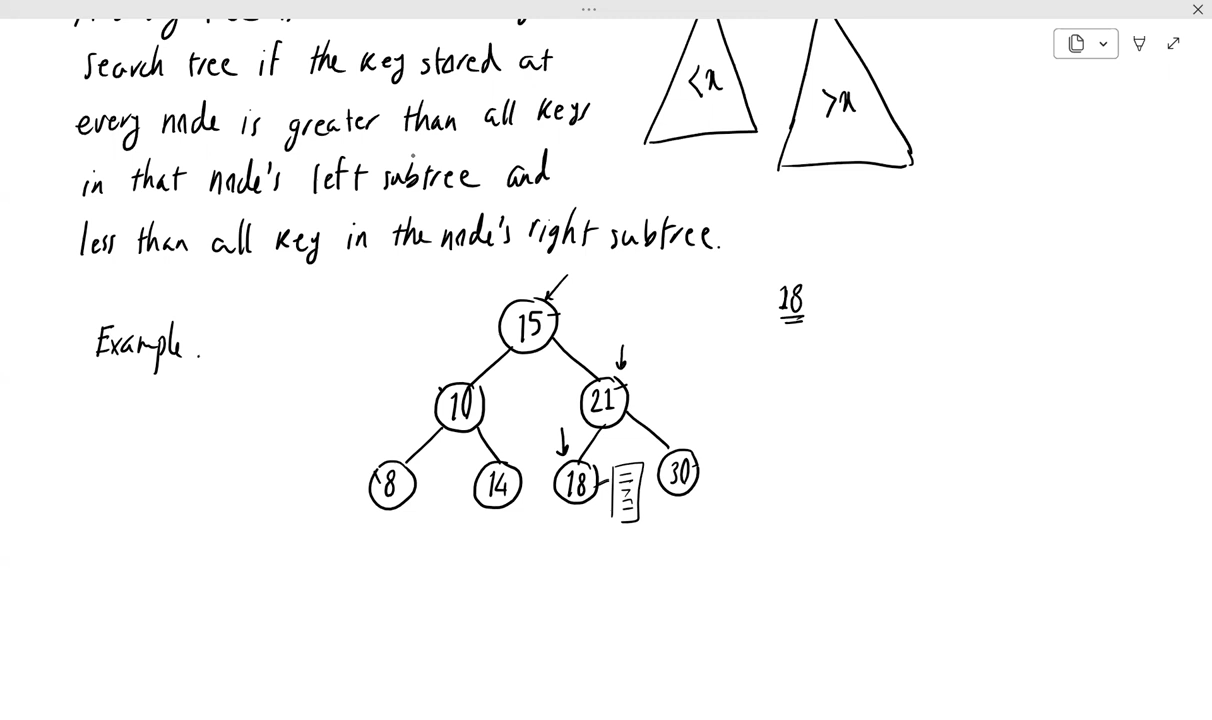 search tree if the key stored at
every node is greater than all keys
in that node's left subtree and
less than all key in the node's right subtree.
<x
>x
18
Example.
15
10 21
8 14 18 30